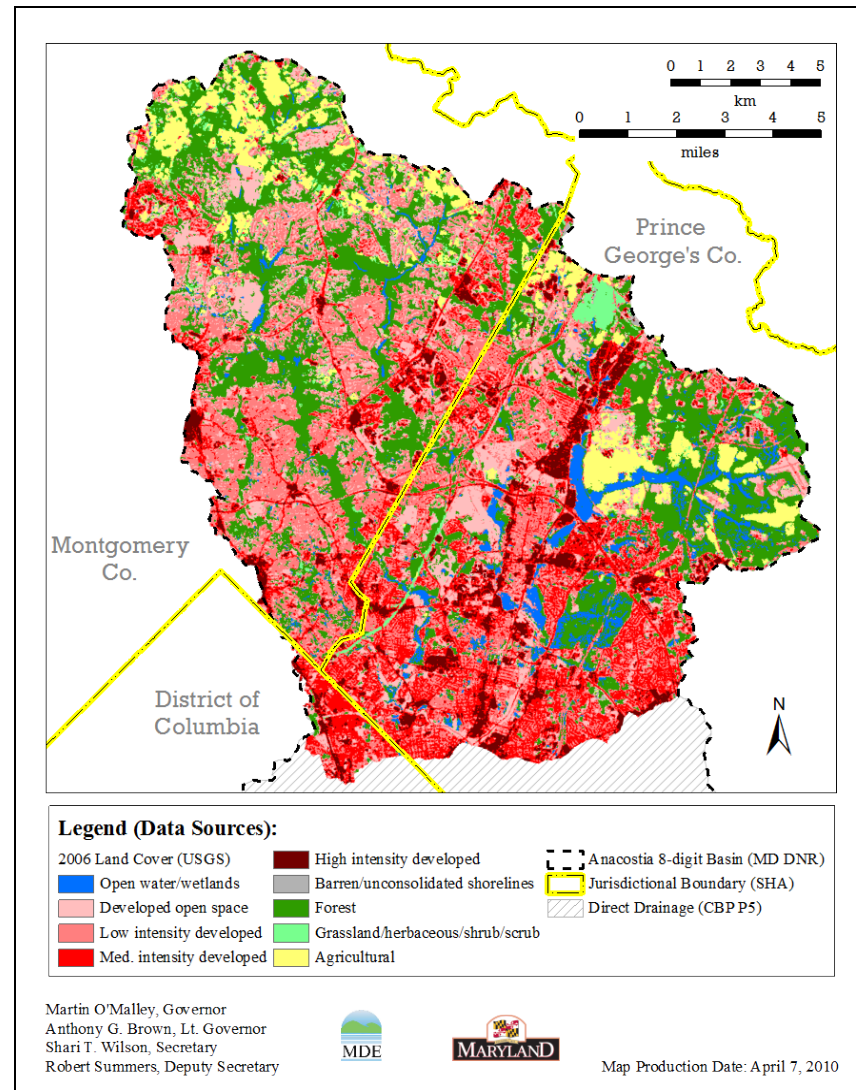 0 1 2 3 4 5
km
0 1 2 3 4 5
miles
Prince
George's Co.
Montgomery
Co.
District of
Columbia
N
Legend (Data Sources):
2006 Land Cover (USGS)
Open water/wetlands
Developed open space
Low intensity developed
Med. intensity developed
High intensity developed
Barren/unconsolidated shorelines
Forest
Grassland/herbaceous/shrub/scrub
Agricultural
Anacostia 8-digit Basin (MD DNR)
Jurisdictional Boundary (SHA)
Direct Drainage (CBP P5)
Martin O'Malley, Governor
Anthony G. Brown, Lt. Governor
Shari T. Wilson, Secretary
Robert Summers, Deputy Secretary
MDE
MARYLAND
Map Production Date: April 7, 2010